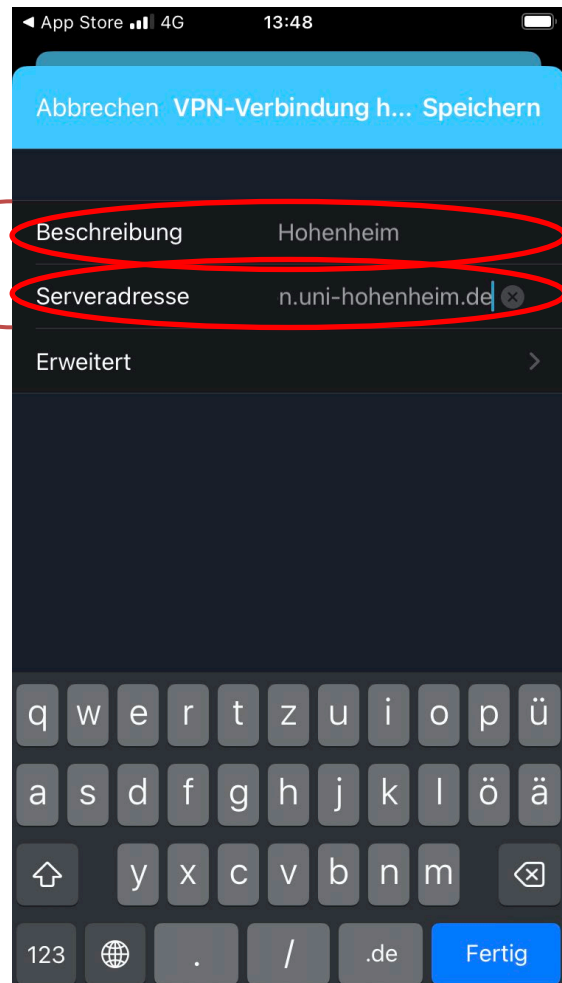 ◀ App Store 4G 13:48
Abbrechen VPN-Verbindung h... Speichern
Beschreibung Hohenheim
Serveradresse n.uni-hohenheim.de
Erweitert
q w e r t z u i o p ü
a s d f g h j k l ö ä
y x c v b n m
123 . / .de Fertig